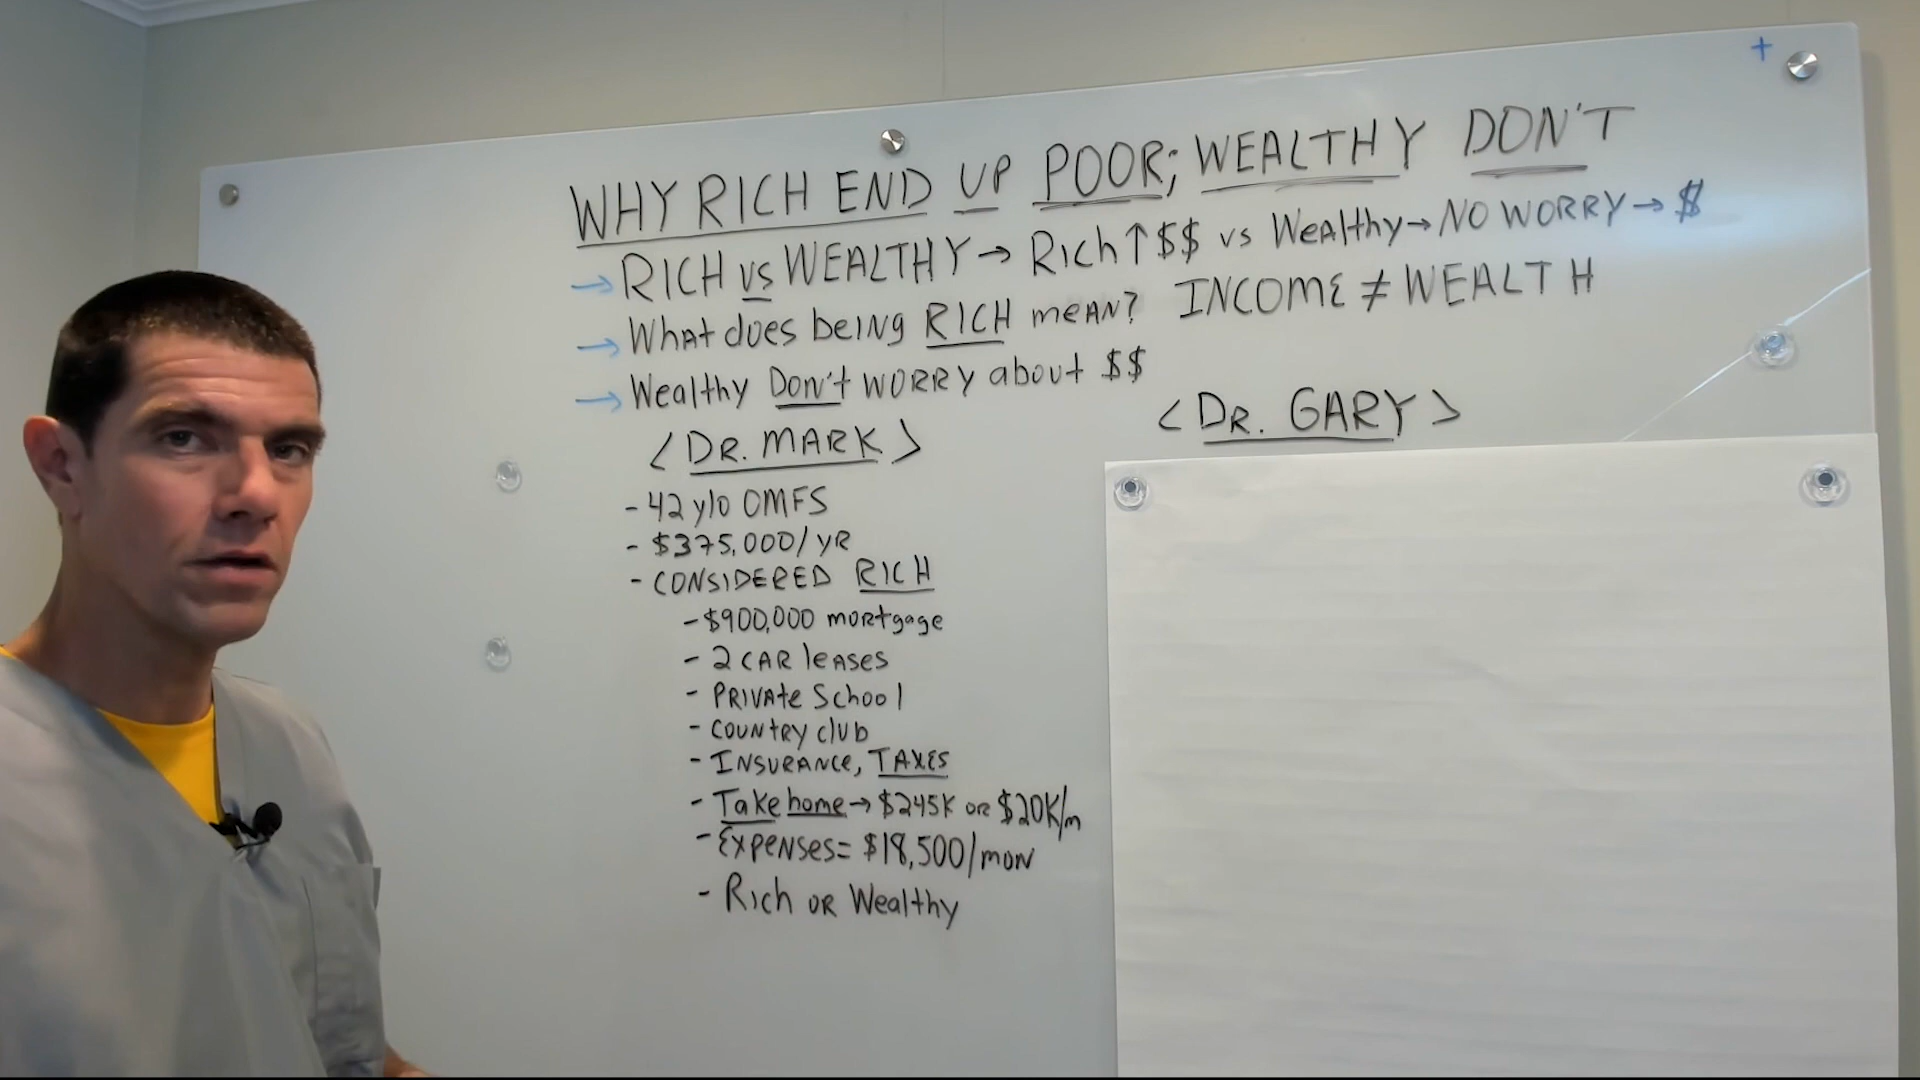 +
WHY RICH END UP POOR; WEALTHY DON'T
→ RICH vs WEALTHY → Rich ↑ $$ vs Wealthy → NO WORRY → $
→ What does being RICH mean? INCOME ≠ WEALTH
→ Wealthy Don't WORRY about $$
< DR. MARK >
- 42 y/o OMFS
- $375,000/YR
- CONSIDERED RICH
- $900,000 mortgage
- 2 CAR leases
- PRIVAte School
- Country club
- INSURANCE, TAXES
- Take home → $245K or $20K/m
- Expenses = $18,500/mon
- Rich or Wealthy
< DR. GARY >